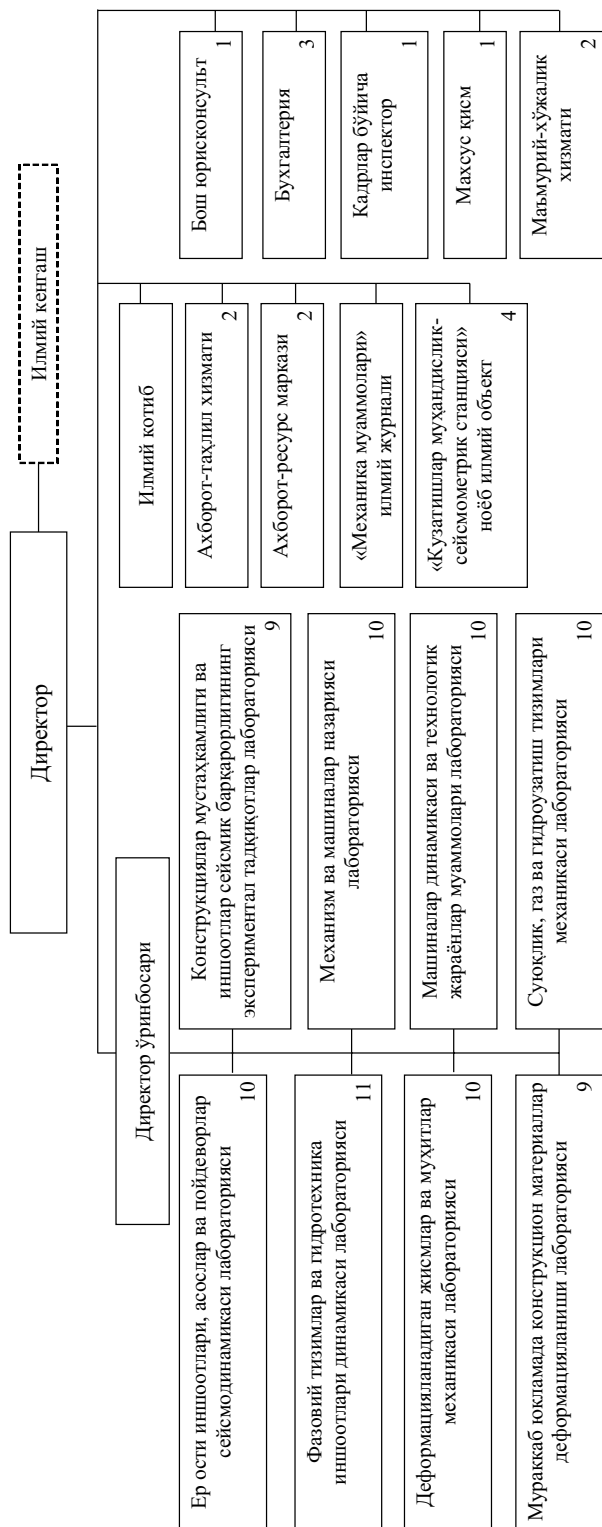 Директор
Илмий кенгаш
Директор ўринбосари
Ер ости иншоотлари, асослар ва пойдеворлар
сейсмодинамикаси лабораторияси
10
Фазовий тизимлар ва гидротехника
иншоотлари динамикаси лабораторияси
11
Деформацияланадиган жисмлар ва муҳитлар
механикаси лабораторияси
10
Мураккаб юкламада конструкцион материаллар
деформацияланиши лабораторияси
9
Конструкциялар мустаҳкамлиги ва
иншоотлар сейсмик барқарорлигининг
экспериментал тадқиқотлар лабораторияси
9
Механизм ва машиналар назарияси
лабораторияси
10
Машиналар динамикаси ва технологик
жараёнлар муаммолари лабораторияси
10
Суюқлик, газ ва гидроузатиш тизимлари
механикаси лабораторияси
10
Илмий котиб
Ахборот-таҳлил хизмати
2
Ахборот-ресурс маркази
2
«Механика муаммолари»
илмий журнали
«Кузатишлар муҳандислик-
сейсмометрик станцияси»
ноёб илмий объект
4
Бош юрисконсульт
1
Бухгалтерия
3
Кадрлар бўйича
инспектор
1
Махсус қисм
1
Маъмурий-хўжалик
хизмати
2